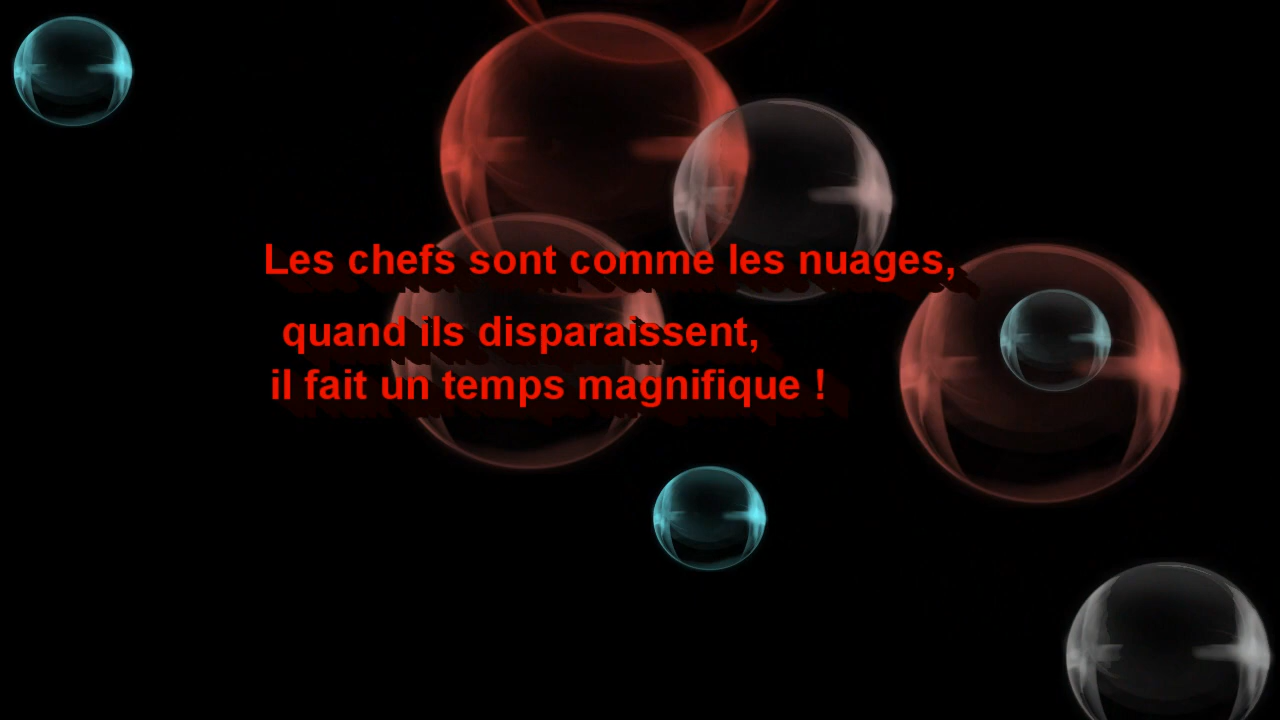 Les chefs sont comme les nuages,
quand ils disparaissent,
il fait un temps magnifique !